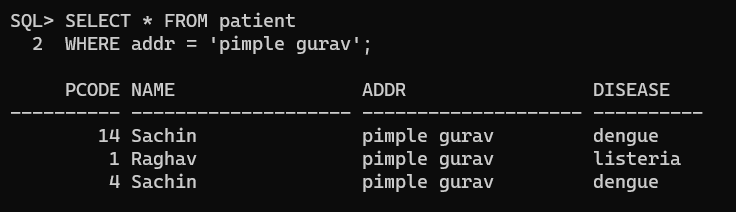 SQL> SELECT * FROM patient
  2  WHERE addr = 'pimple gurav';
     PCODE NAME                 ADDR                 DISEASE
---------- -------------------- -------------------- ----------
        14 Sachin               pimple gurav         dengue
         1 Raghav               pimple gurav         listeria
         4 Sachin               pimple gurav         dengue